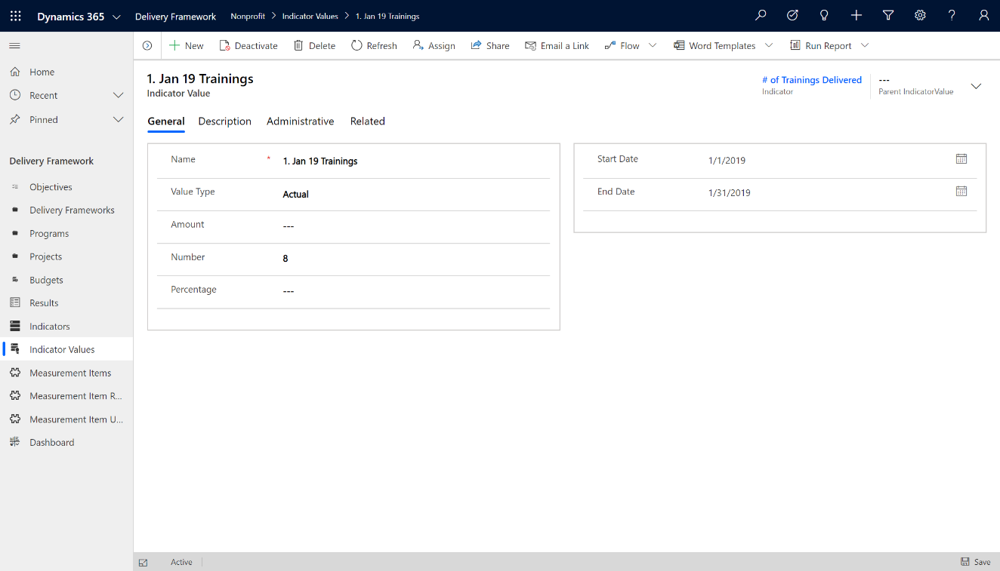 Dynamics 365 Delivery Framework Nonprofit > Indicator Values > 1. Jan 19 Trainings
New Deactivate Delete Refresh Assign Share Email a Link Flow Word Templates Run Report
Home
Recent
Pinned
Delivery Framework
Objectives
Delivery Frameworks
Programs
Projects
Budgets
Results
Indicators
Indicator Values
Measurement Items
Measurement Item R...
Measurement Item U...
Dashboard
1. Jan 19 Trainings
Indicator Value
# of Trainings Delivered
Indicator
---
Parent IndicatorValue
General Description Administrative Related
Name * 1. Jan 19 Trainings
Value Type Actual
Amount ---
Number 8
Percentage ---
Start Date 1/1/2019
End Date 1/31/2019
Active
Save